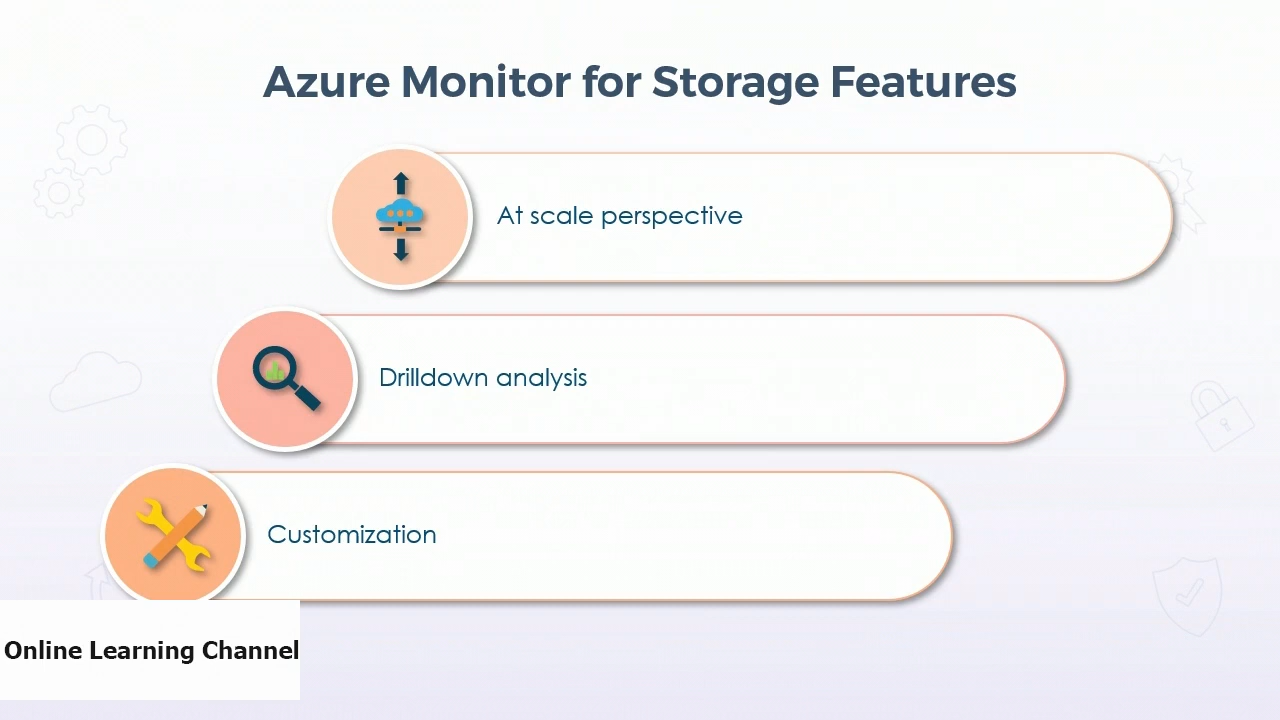 Azure Monitor for Storage Features
At scale perspective
Drilldown analysis
Customization
Online Learning Channel